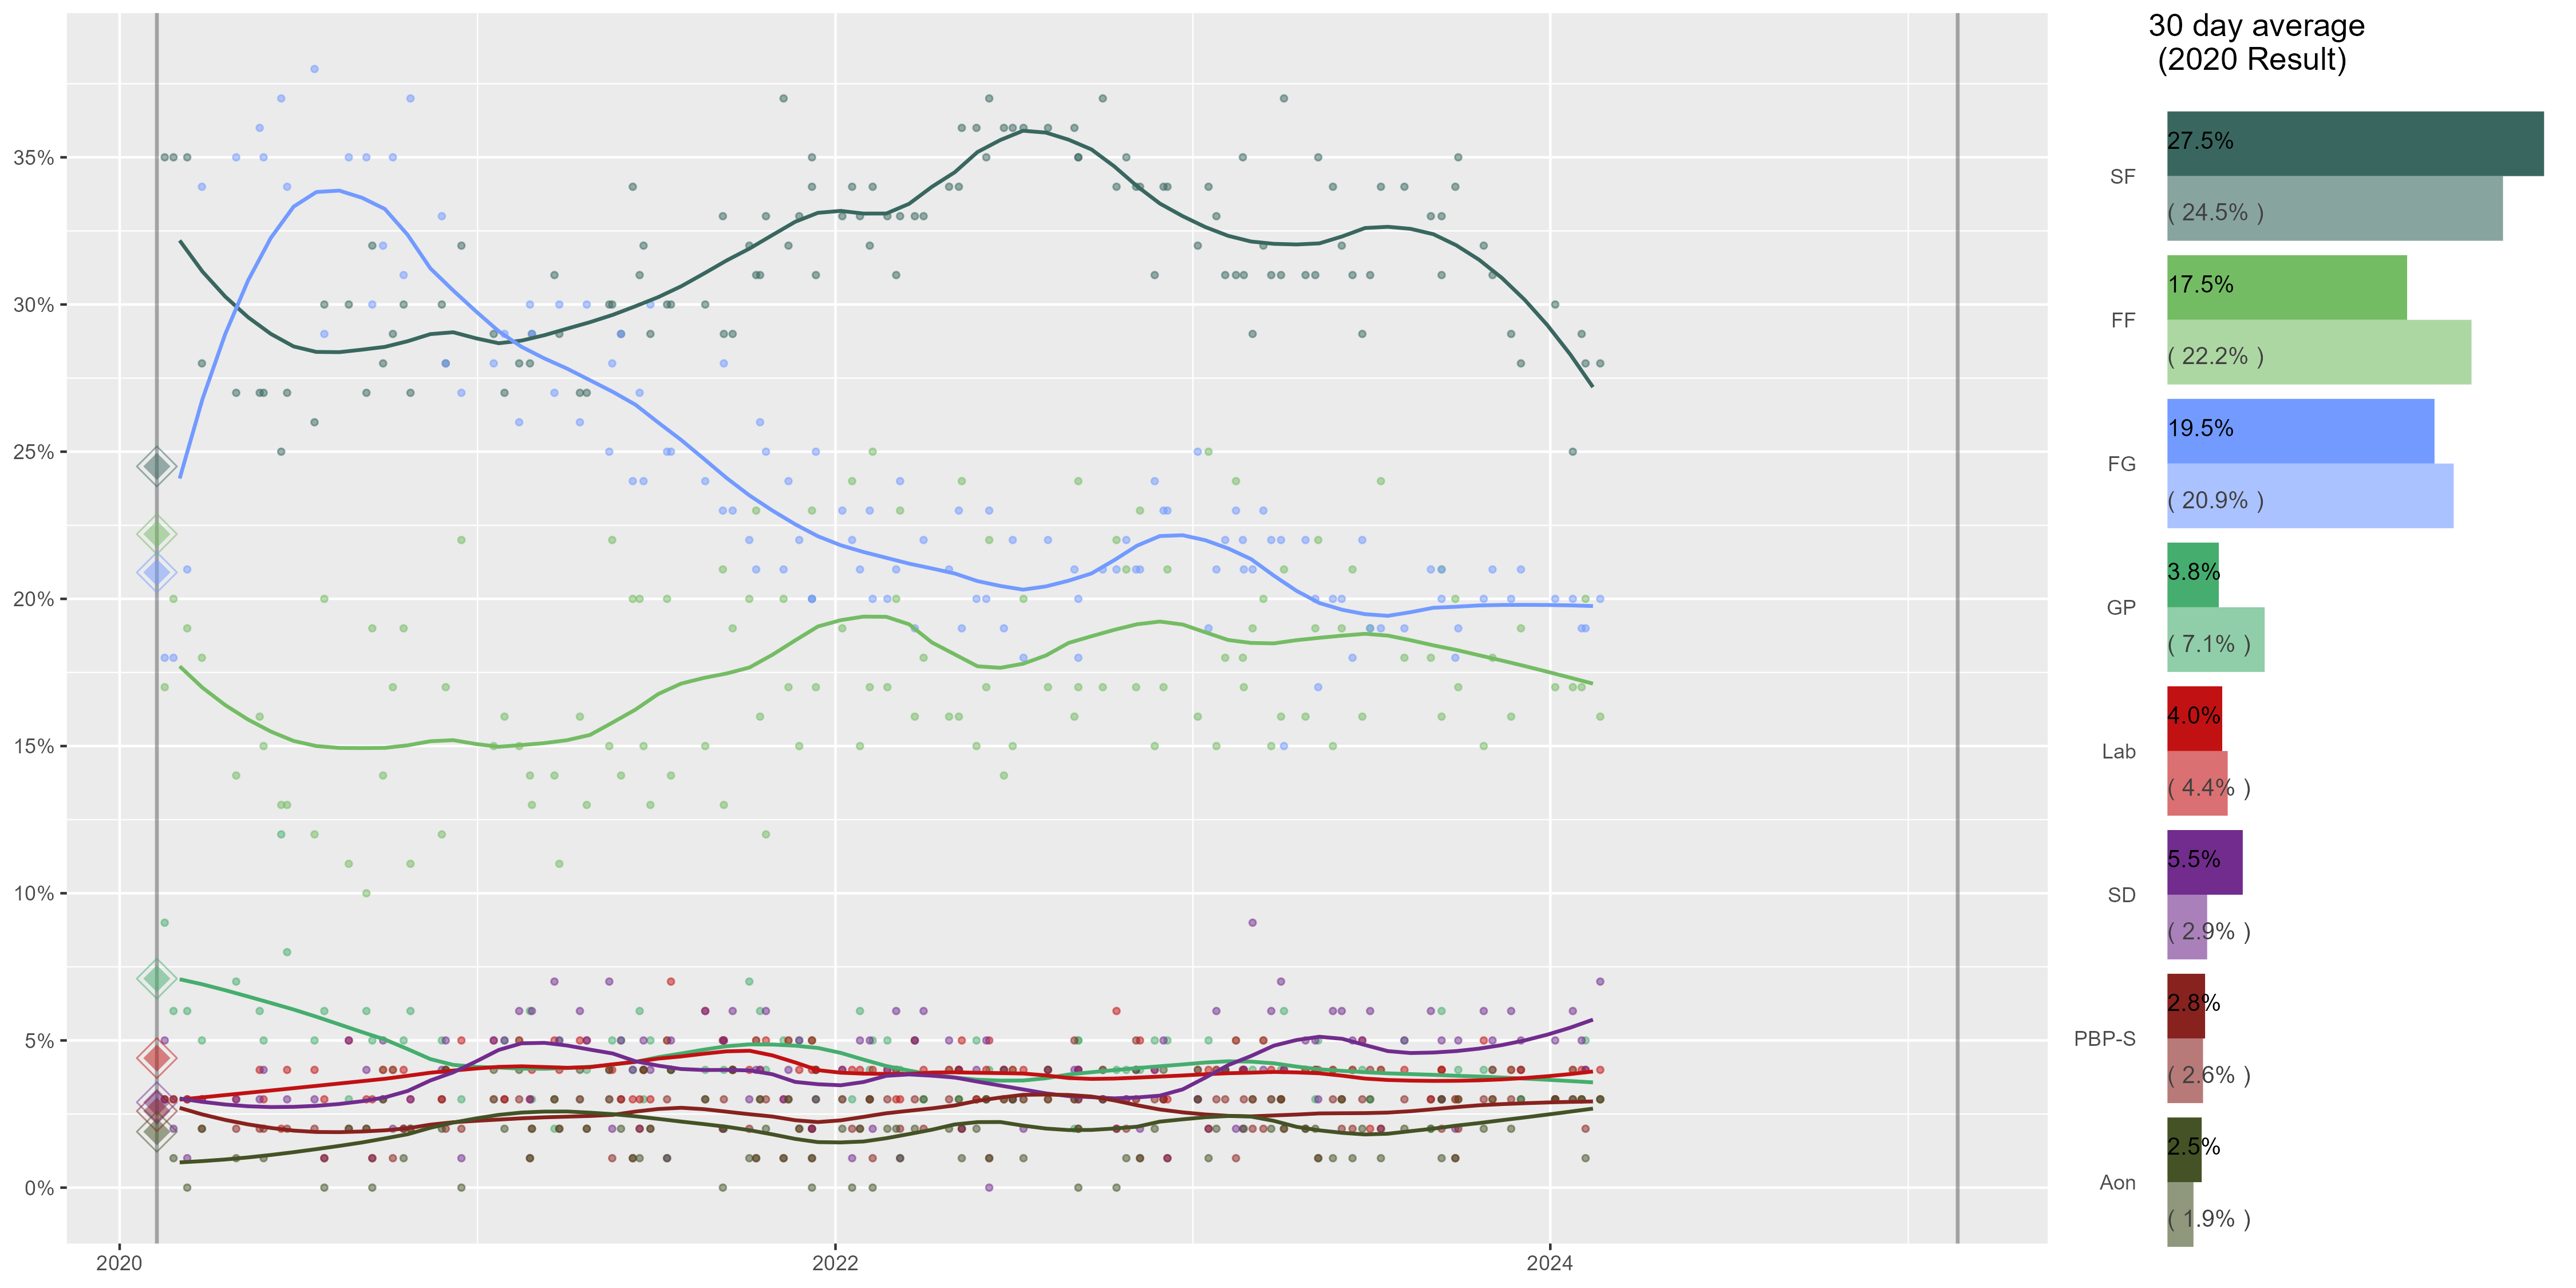 30 day average
(2020 Result)
35%
30%
25%
20%
15%
10%
5%
0%
2020
2022
2024
SF
27.5%
( 24.5% )
FF
17.5%
( 22.2% )
FG
19.5%
( 20.9% )
GP
3.8%
( 7.1% )
Lab
4.0%
( 4.4% )
SD
5.5%
( 2.9% )
PBP-S
2.8%
( 2.6% )
Aon
2.5%
( 1.9% )